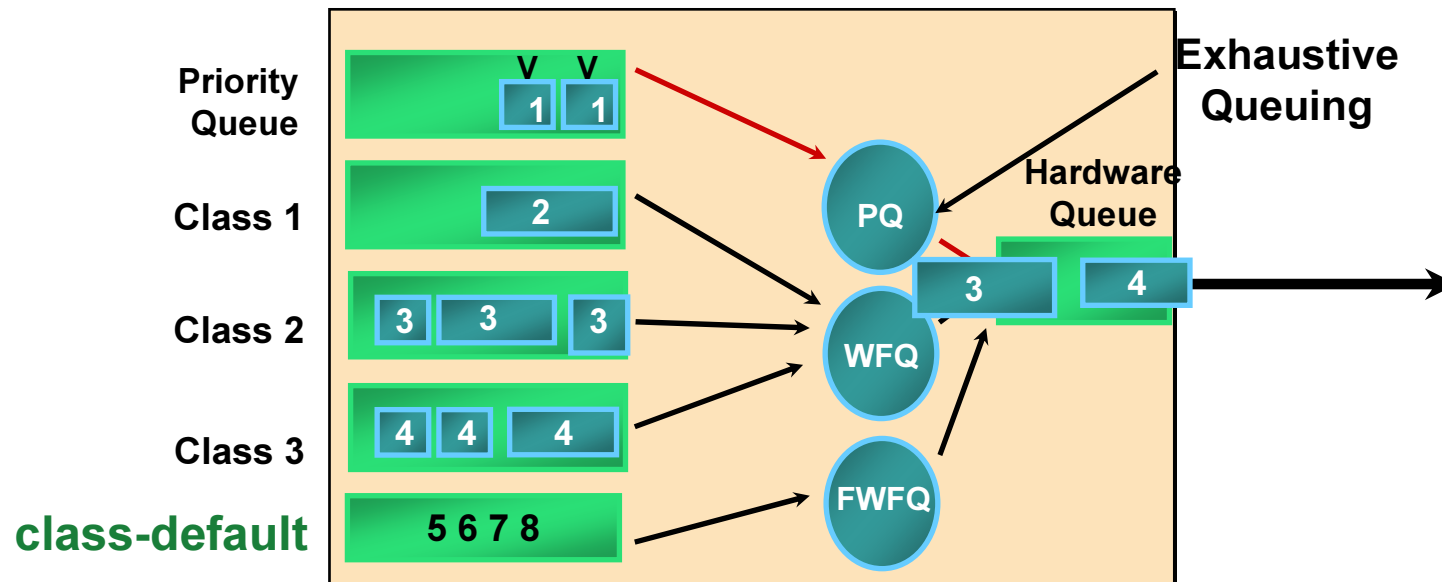 Priority
Queue
V V
1 1
Exhaustive
Queuing
Class 1
2
PQ
Hardware
Queue
3 4
Class 2
3 3 3
WFQ
Class 3
4 4 4
class-default
5 6 7 8
FWFQ